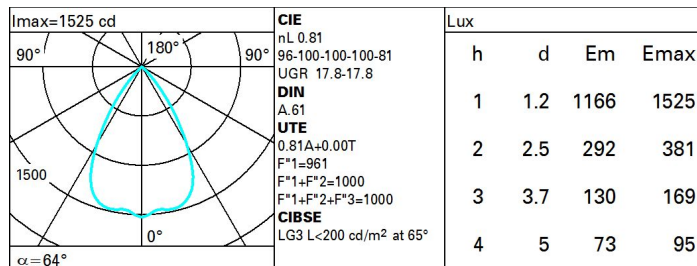 Imax=1525 cd
90° 180° 90°
1500
0°
α=64°
CIE
nL 0.81
96-100-100-100-81
UGR 17.8-17.8
DIN
A.61
UTE
0.81A+0.00T
F"1=961
F"1+F"2=1000
F"1+F"2+F"3=1000
CIBSE
LG3 L<200 cd/m² at 65°
Lux
h d Em Emax
1 1.2 1166 1525
2 2.5 292 381
3 3.7 130 169
4 5 73 95